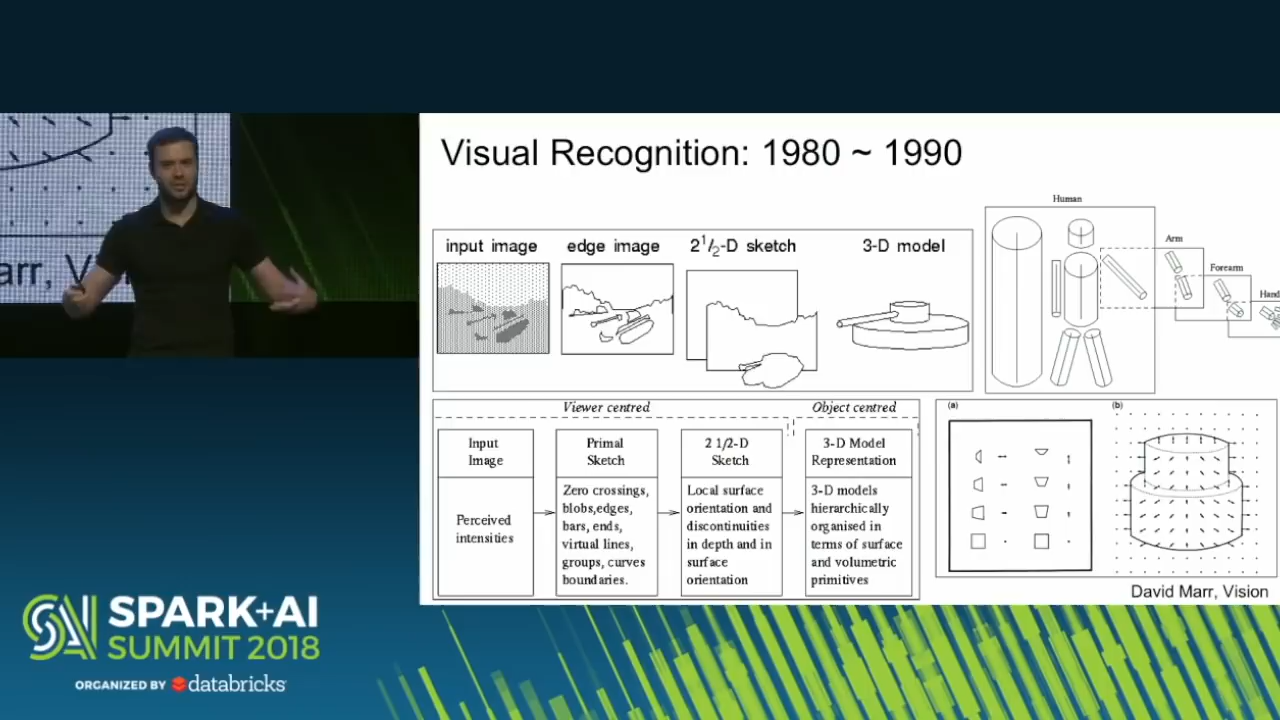 Visual Recognition: 1980 ~ 1990
input image
edge image
2 1/2-D sketch
3-D model
Human
Arm
Forearm
Hand
Viewer centred
Object centred
Input
Image
Perceived
intensities
Primal
Sketch
Zero crossings,
blobs,edges,
bars, ends,
virtual lines,
groups, curves
boundaries.
2 1/2-D
Sketch
Local surface
orientation and
discontinuities
in depth and in
surface
orientation
3-D Model
Representation
3-D models
hierarchically
organised in
terms of surface
and volumetric
primitives
(a)
(b)
David Marr, Vision
arr, V
SPARK+AI
SUMMIT 2018
ORGANIZED BY databricks